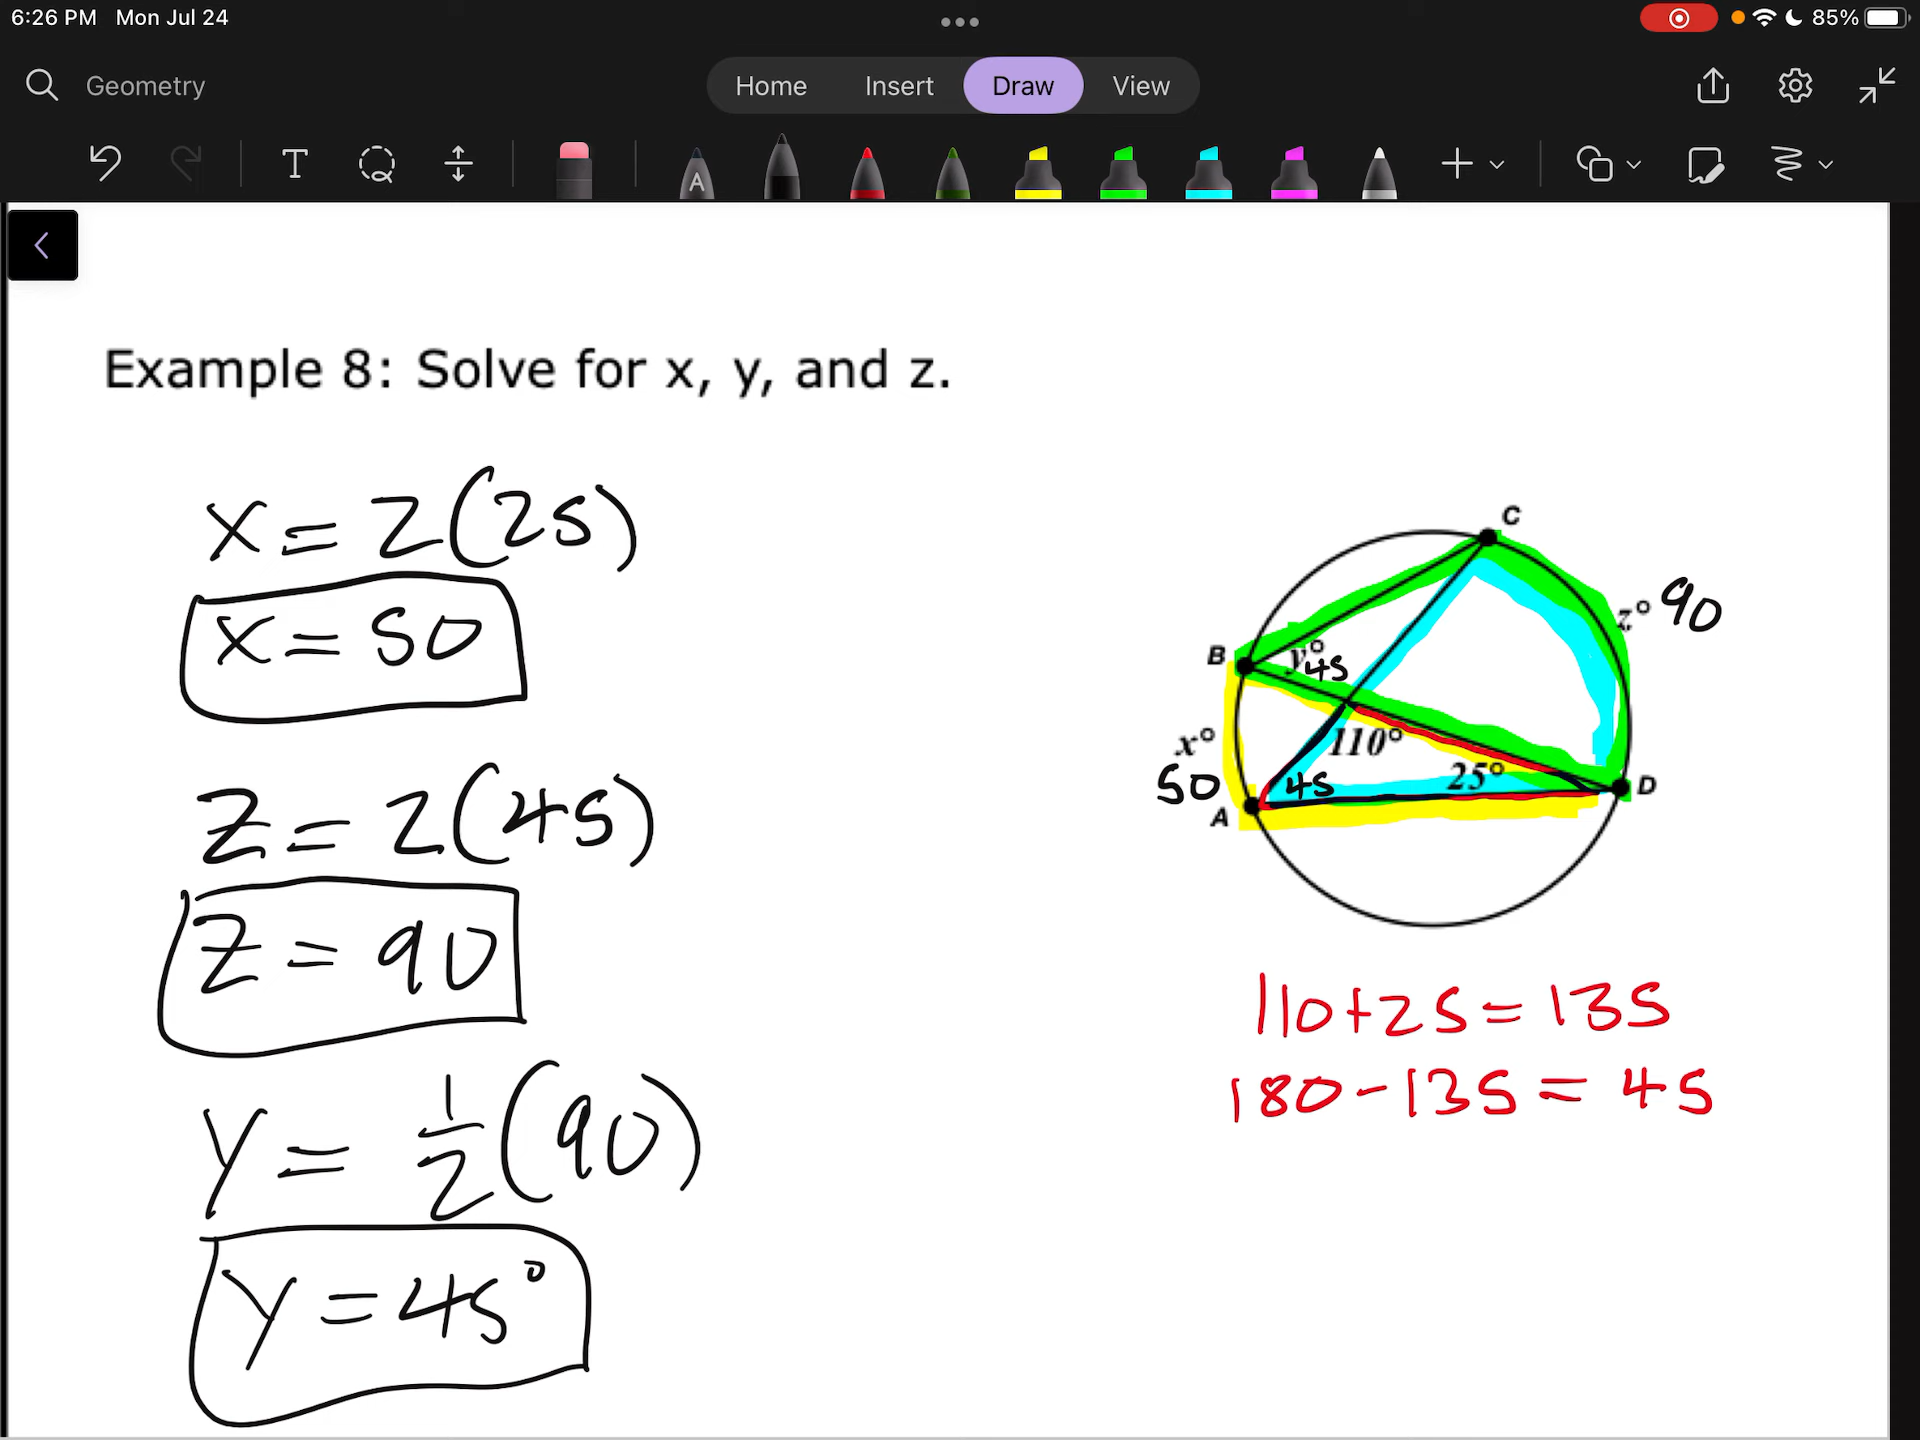 6:26 PM Mon Jul 24
85%
Geometry
Home Insert Draw View
T A
Example 8: Solve for x, y, and z.
x = 2(25)
x = 50
z = 2(45)
z = 90
y = 1/2(90)
y = 45°
C
z° 90
B
y° 45
x°
50
110°
45
25°
D
A
110+25=135
180-135=45